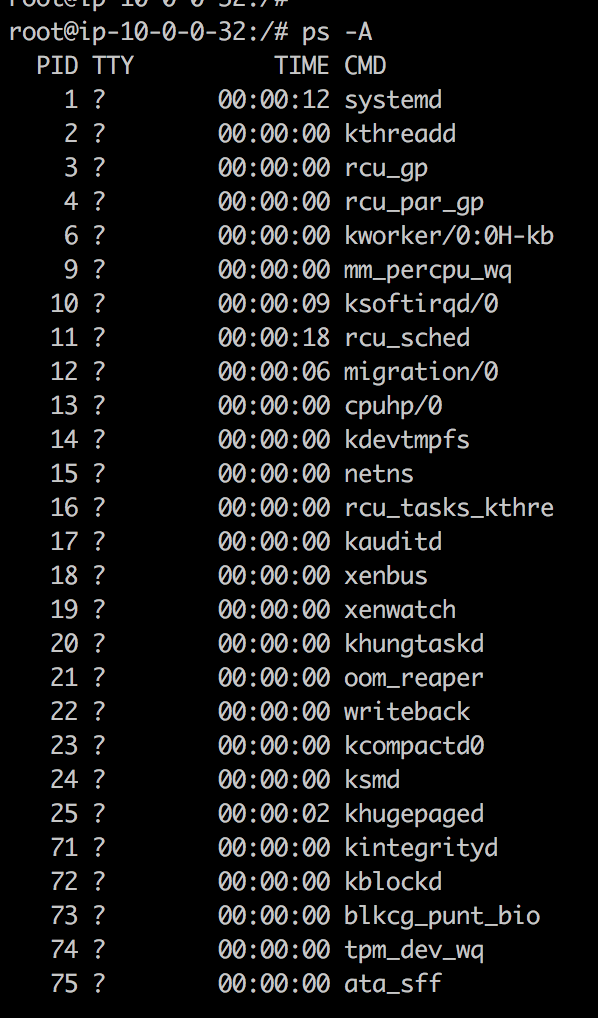 root@ip-10-0-0-32:/#
root@ip-10-0-0-32:/# ps -A
  PID TTY          TIME CMD
    1 ?        00:00:12 systemd
    2 ?        00:00:00 kthreadd
    3 ?        00:00:00 rcu_gp
    4 ?        00:00:00 rcu_par_gp
    6 ?        00:00:00 kworker/0:0H-kb
    9 ?        00:00:00 mm_percpu_wq
   10 ?        00:00:09 ksoftirqd/0
   11 ?        00:00:18 rcu_sched
   12 ?        00:00:06 migration/0
   13 ?        00:00:00 cpuhp/0
   14 ?        00:00:00 kdevtmpfs
   15 ?        00:00:00 netns
   16 ?        00:00:00 rcu_tasks_kthre
   17 ?        00:00:00 kauditd
   18 ?        00:00:00 xenbus
   19 ?        00:00:00 xenwatch
   20 ?        00:00:00 khungtaskd
   21 ?        00:00:00 oom_reaper
   22 ?        00:00:00 writeback
   23 ?        00:00:00 kcompactd0
   24 ?        00:00:00 ksmd
   25 ?        00:00:02 khugepaged
   71 ?        00:00:00 kintegrityd
   72 ?        00:00:00 kblockd
   73 ?        00:00:00 blkcg_punt_bio
   74 ?        00:00:00 tpm_dev_wq
   75 ?        00:00:00 ata_sff